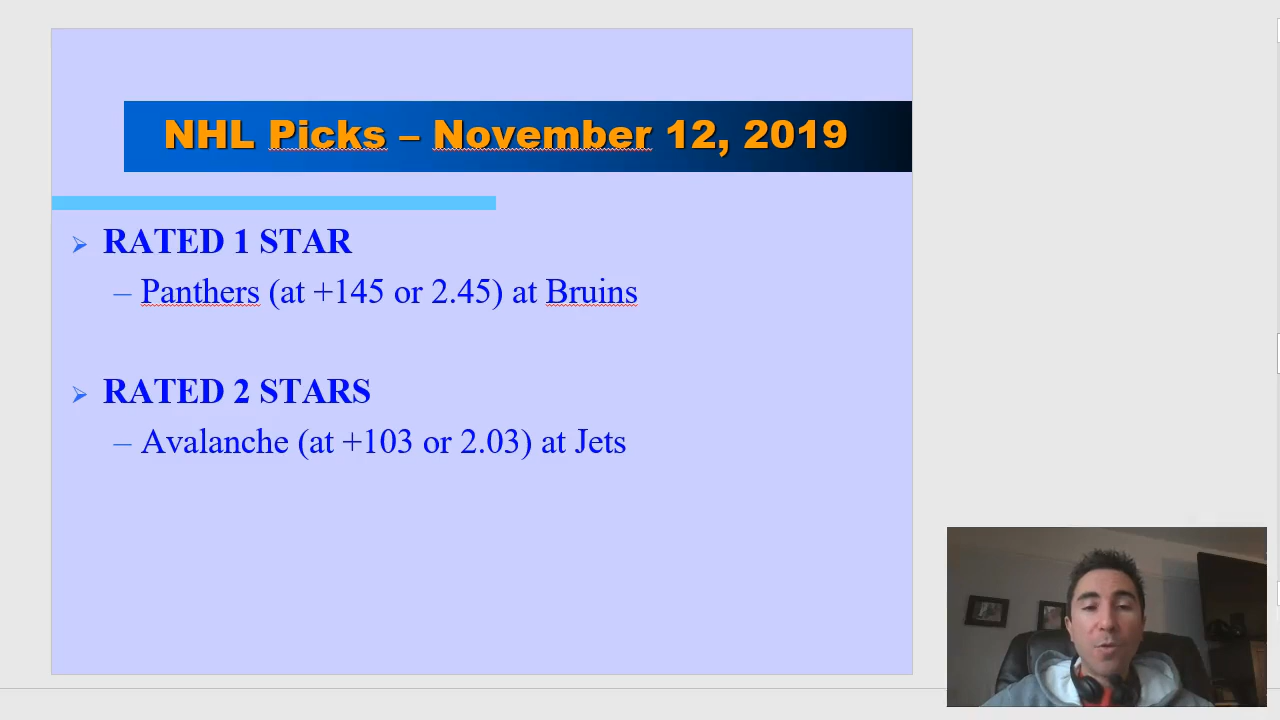 NHL Picks – November 12, 2019
RATED 1 STAR
– Panthers (at +145 or 2.45) at Bruins
RATED 2 STARS
– Avalanche (at +103 or 2.03) at Jets